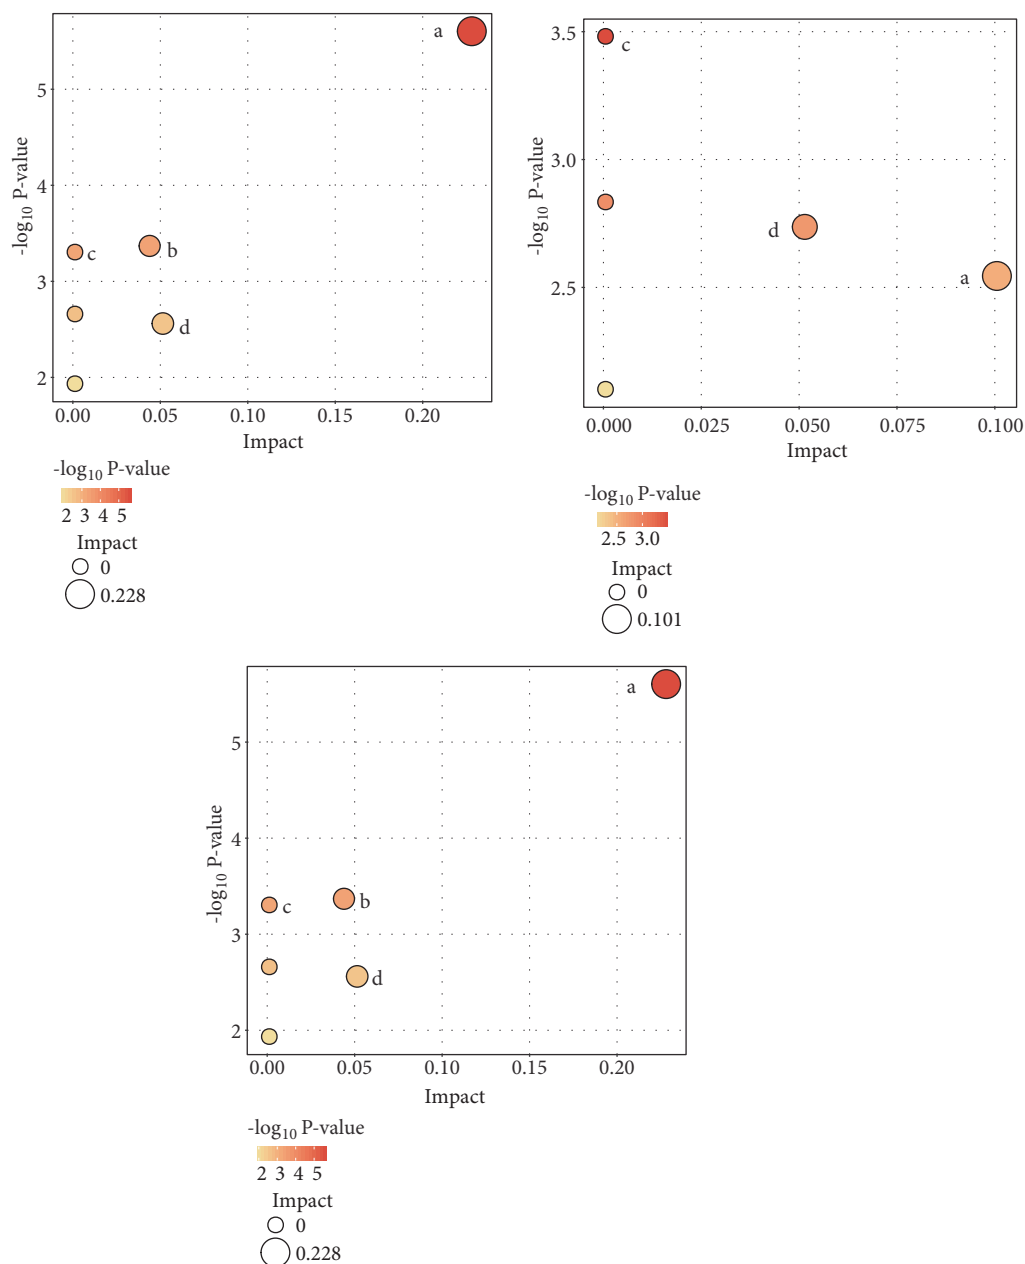 a
5
4
3
2
-log10 P-value
c
b
d
0.00 0.05 0.10 0.15 0.20
Impact
-log10 P-value
2 3 4 5
Impact
0
0.228
3.5
3.0
2.5
-log10 P-value
c
d
a
0.000 0.025 0.050 0.075 0.100
Impact
-log10 P-value
2.5 3.0
Impact
0
0.101
a
5
4
3
2
-log10 P-value
c
b
d
0.00 0.05 0.10 0.15 0.20
Impact
-log10 P-value
2 3 4 5
Impact
0
0.228